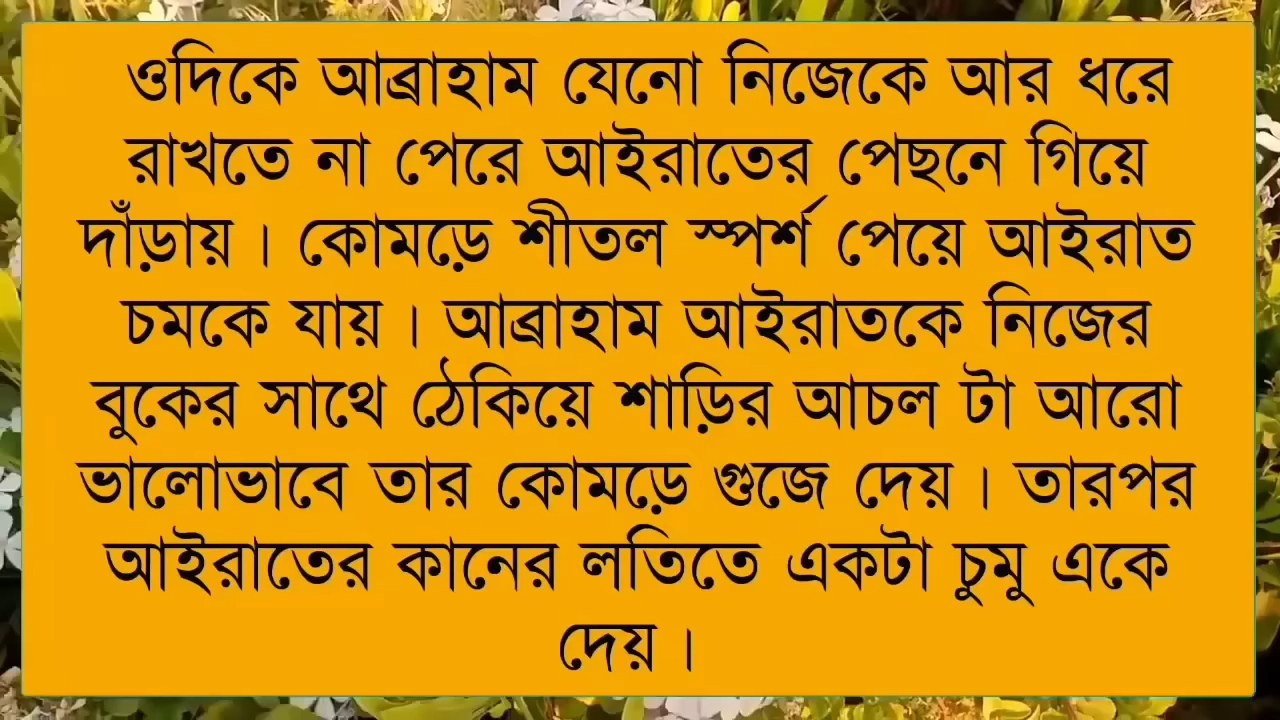 ওদিকে আব্রাহাম যেনো নিজেকে আর ধরে
রাখতে না পেরে আইরাতের পেছনে গিয়ে
দাঁড়ায়। কোমড়ে শীতল স্পর্শ পেয়ে আইরাত
চমকে যায়। আব্রাহাম আইরাতকে নিজের
বুকের সাথে ঠেকিয়ে শাড়ির আচল টা আরো
ভালোভাবে তার কোমড়ে গুজে দেয়। তারপর
আইরাতের কানের লতিতে একটা চুমু একে
দেয়।